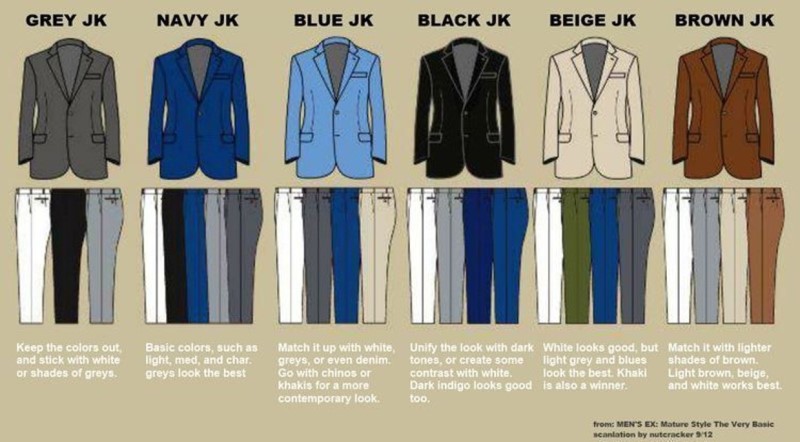 GREY JK
NAVY JK
BLUE JK
BLACK JK
BEIGE JK
BROWN JK
Keep the colors out,
and stick with white
or shades of greys.
Basic colors, such as
light, med, and char.
greys look the best
Match it up with white,
greys, or even denim.
Go with chinos or
khakis for a more
contemporary look.
Unify the look with dark
tones, or create some
contrast with white.
Dark indigo looks good
too.
White looks good, but
light grey and blues
look the best. Khaki
is also a winner.
Match it with lighter
shades of brown.
Light brown, beige,
and white works best.
from: MEN'S EX: Mature Style The Very Basic
scanlation by nutcracker 9/12